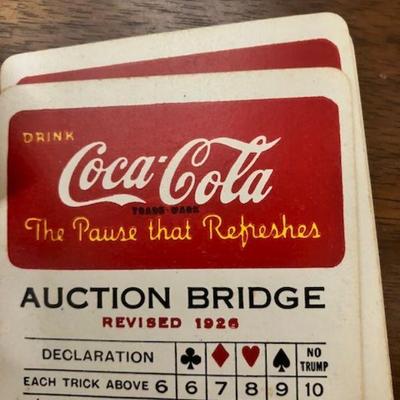 DRINK
Coca-Cola
TRADE-MARK
The Pause that Refreshes
AUCTION BRIDGE
REVISED 1926
DECLARATION ♣ ♦ ♥ ♠ NO TRUMP
EACH TRICK ABOVE 6 6 7 8 9 10